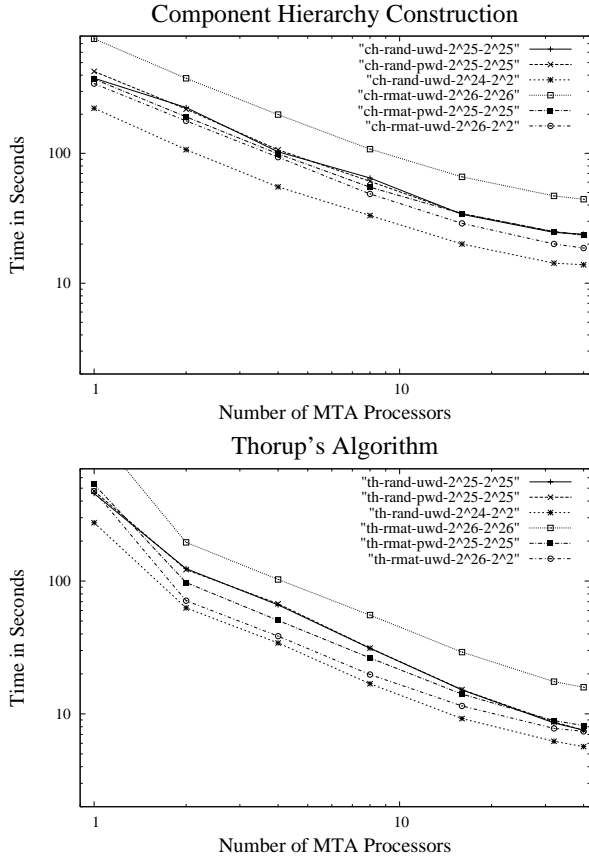 Component Hierarchy Construction
"ch-rand-uwd-2^25-2^25"
"ch-rand-pwd-2^25-2^25"
"ch-rand-uwd-2^24-2^2"
"ch-rmat-uwd-2^26-2^26"
"ch-rmat-pwd-2^25-2^25"
"ch-rmat-uwd-2^26-2^2"
Time in Seconds
100
10
1
10
Number of MTA Processors
Thorup's Algorithm
"th-rand-uwd-2^25-2^25"
"th-rand-pwd-2^25-2^25"
"th-rand-uwd-2^24-2^2"
"th-rmat-uwd-2^26-2^26"
"th-rmat-pwd-2^25-2^25"
"th-rmat-uwd-2^26-2^2"
Time in Seconds
100
10
1
10
Number of MTA Processors